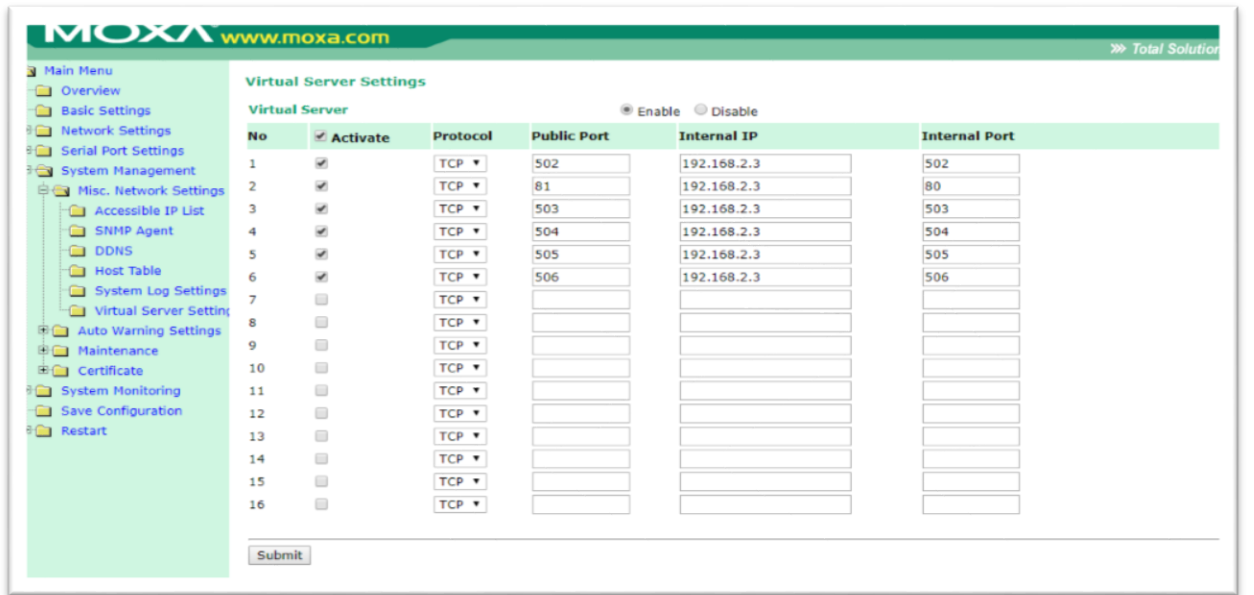 MOXA www.moxa.com
Total Solution
Main Menu
Overview
Basic Settings
Network Settings
Serial Port Settings
System Management
Misc. Network Settings
Accessible IP List
SNMP Agent
DDNS
Host Table
System Log Settings
Virtual Server Setting
Auto Warning Settings
Maintenance
Certificate
System Monitoring
Save Configuration
Restart
Virtual Server Settings
Virtual Server Enable Disable
No Activate Protocol Public Port Internal IP Internal Port
1 TCP 502 192.168.2.3 502
2 TCP 81 192.168.2.3 80
3 TCP 503 192.168.2.3 503
4 TCP 504 192.168.2.3 504
5 TCP 505 192.168.2.3 505
6 TCP 506 192.168.2.3 506
7 TCP
8 TCP
9 TCP
10 TCP
11 TCP
12 TCP
13 TCP
14 TCP
15 TCP
16 TCP
Submit